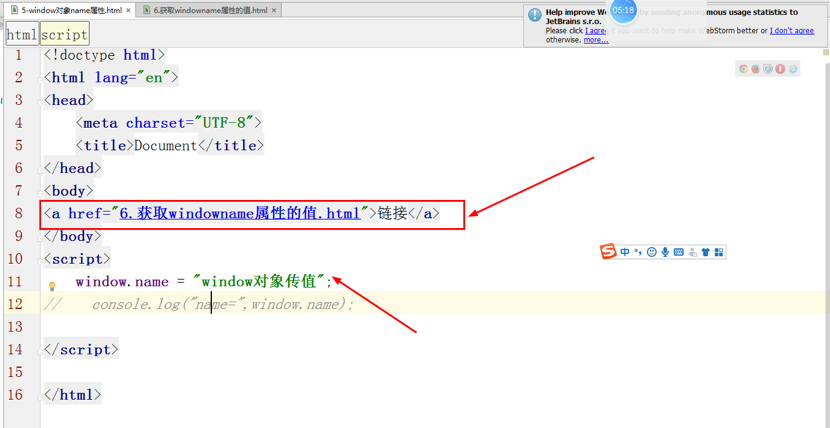 5-window对象name属性.html
6.获取windowname属性的值.html
Help improve We by sending anonymous usage statistics to
JetBrains s.r.o.
Please click I agree if you want to help make WebStorm better or I don't agree
otherwise. more...
05:18
html script
1 <!doctype html>
2 <html lang="en">
3 <head>
4 <meta charset="UTF-8">
5 <title>Document</title>
6 </head>
7 <body>
8 <a href="6.获取windowname属性的值.html">链接</a>
9 </body>
10 <script>
11 window.name = "window对象传值";
12 // console.log("name=",window.name);
13
14 </script>
15
16 </html>
S 中